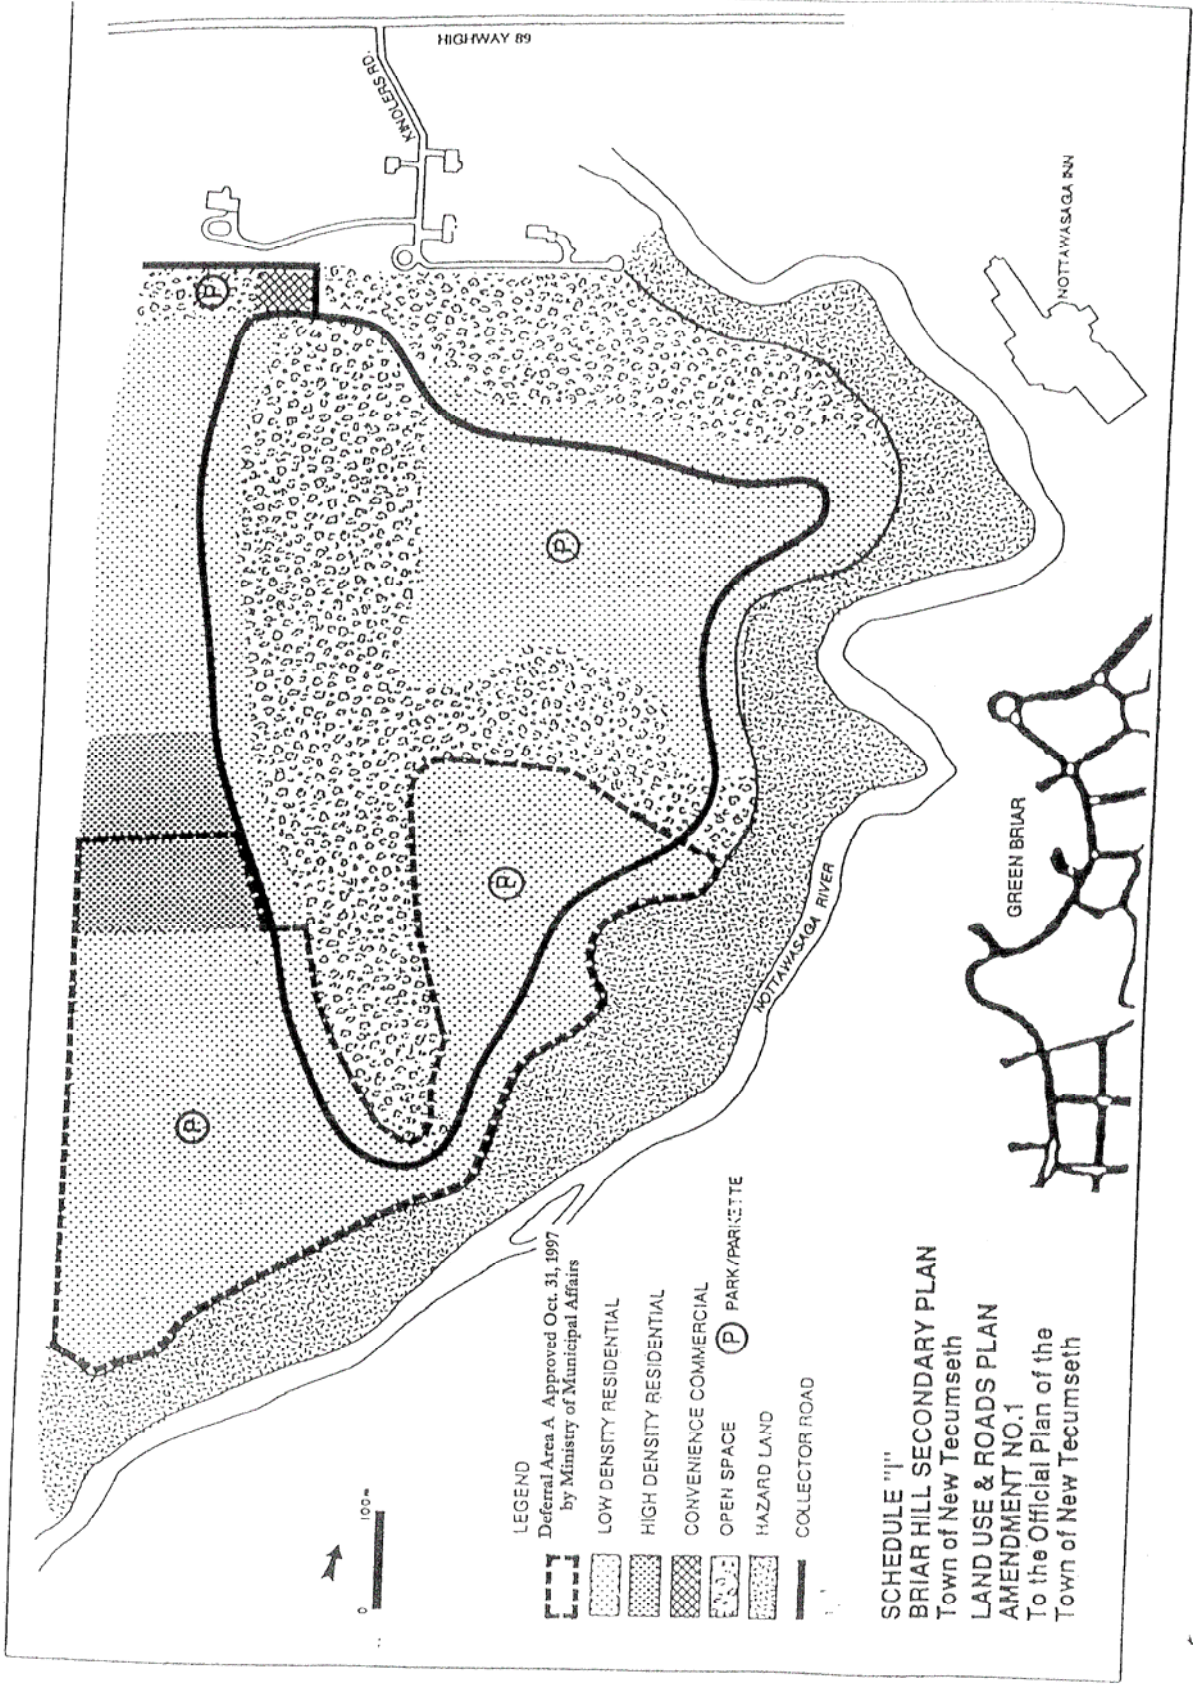 HIGHWAY 89
KINDLERS RD.
NOTTAWASAGA INN
P
P
P
P
NOTTAWASAGA RIVER
GREEN BRIAR
0 100m
LEGEND
Deferral Area A Approved Oct. 31, 1997
by Ministry of Municipal Affairs
LOW DENSITY RESIDENTIAL
HIGH DENSITY RESIDENTIAL
CONVENIENCE COMMERCIAL
OPEN SPACE
P PARK/PARKETTE
HAZARD LAND
COLLECTOR ROAD
SCHEDULE "I"
BRIAR HILL SECONDARY PLAN
Town of New Tecumseth
LAND USE & ROADS PLAN
AMENDMENT NO.1
To the Official Plan of the
Town of New Tecumseth